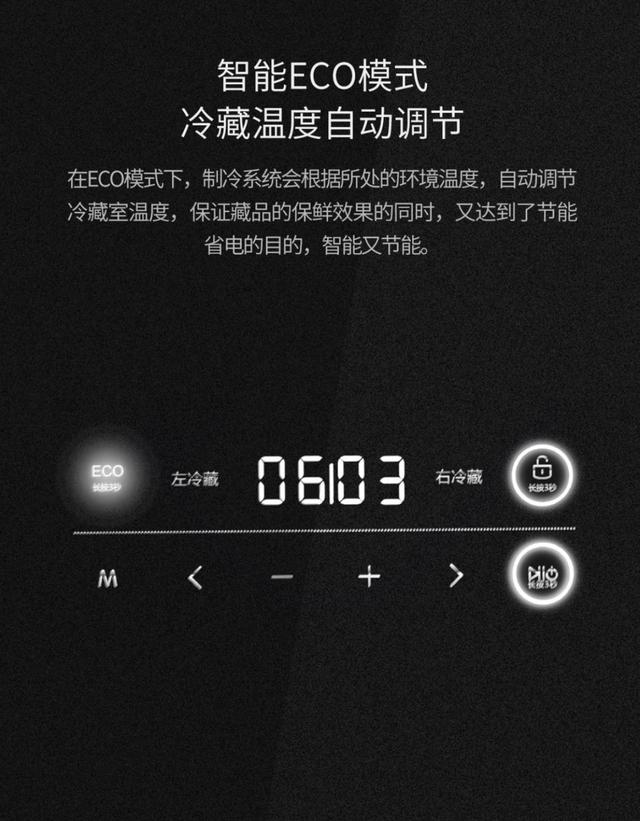 智能ECO模式
冷藏温度自动调节
在ECO模式下，制冷系统会根据所处的环境温度，自动调节
冷藏室温度，保证藏品的保鲜效果的同时，又达到了节能
省电的目的，智能又节能。
ECO
长按3秒
左冷藏
06|03
右冷藏
长按3秒
M < − + >
长按3秒